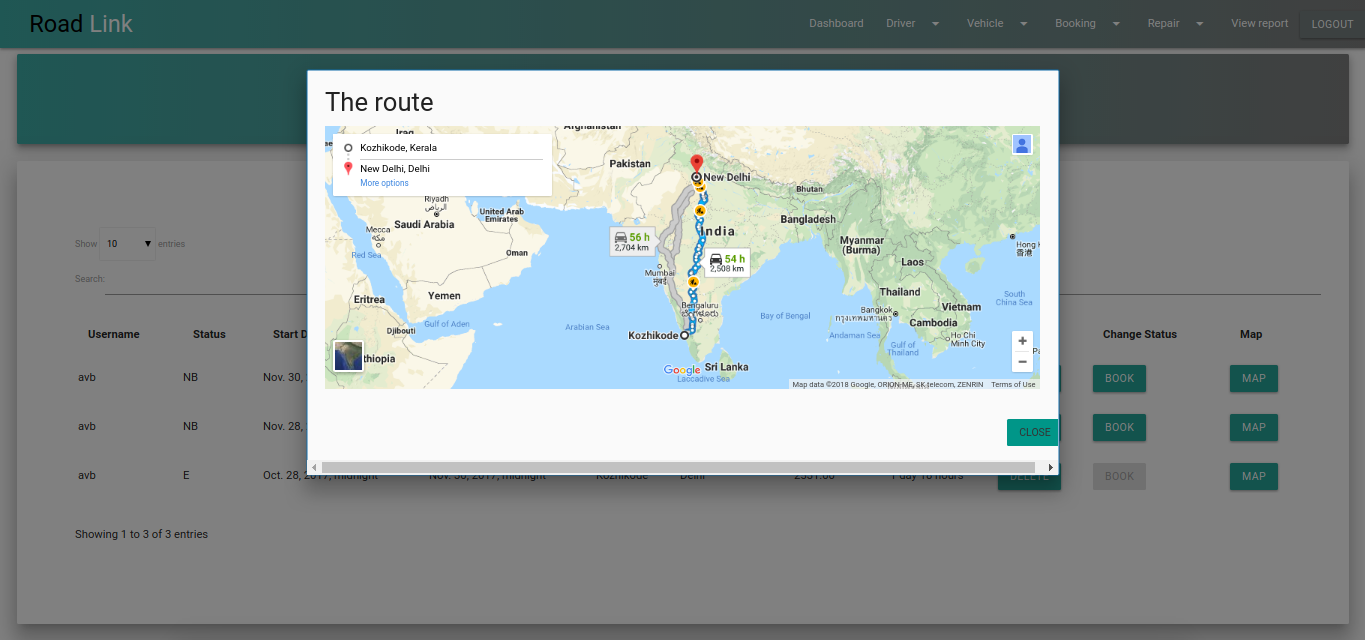 Road Link
Dashboard Driver Vehicle Booking Repair View report LOGOUT
The route
Kozhikode, Kerala
New Delhi, Delhi
More options
Afghanistan
Iraq
Pakistan
New Delhi
Bhutan
Riyadh
الرياض
United Arab
Emirates
Saudi Arabia
Mecca
مكة
Red Sea
Oman
56 h
2,704 km
India
54 h
2,508 km
Mumbai
मुंबई
Bangladesh
Myanmar
(Burma)
Hong K
香港
Laos
Eritrea
Yemen
Gulf of Aden
Djibouti
thiopia
Arabian Sea
Bengaluru
ಬೆಂಗಳೂರು
Kozhikode
Bay of Bengal
Thailand
Bangkok
กรุงเทพมหานคร
Vietnam
South
China Sea
Cambodia
Andaman Sea
Gulf of
Thailand
Ho Chi
Minh City
Sri Lanka
Google
Laccadive Sea
Map data ©2018 Google, ORION-ME, SK telecom, ZENRIN Terms of Use
CLOSE
Show 10 entries
Search:
Username Status Start D Change Status Map
avb NB Nov. 30, BOOK MAP
avb NB Nov. 28, BOOK MAP
avb E Oct. 28, 2017, midnight Nov. 30, 2017, midnight Kozhikode Delhi 2531.00 1 day 16 hours DELETE BOOK MAP
Showing 1 to 3 of 3 entries